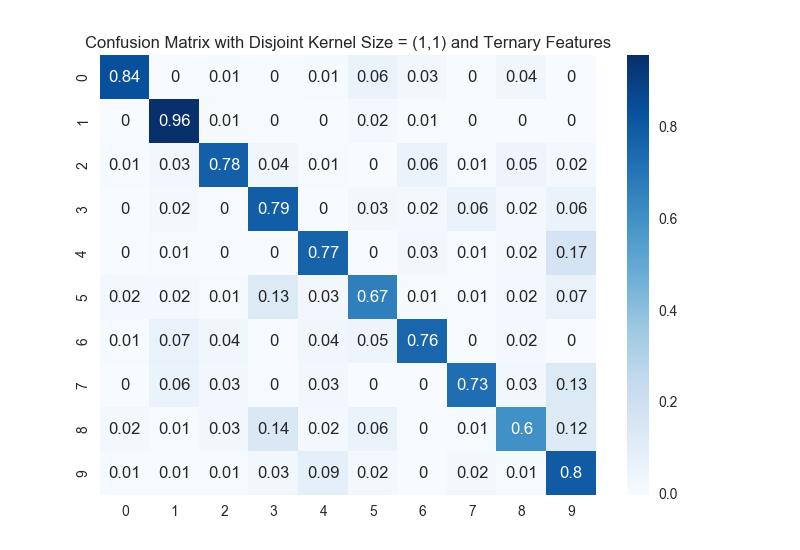 Confusion Matrix with Disjoint Kernel Size = (1,1) and Ternary Features
0 0.84 0 0.01 0 0.01 0.06 0.03 0 0.04 0
1 0 0.96 0.01 0 0 0.02 0.01 0 0 0
2 0.01 0.03 0.78 0.04 0.01 0 0.06 0.01 0.05 0.02
3 0 0.02 0 0.79 0 0.03 0.02 0.06 0.02 0.06
4 0 0.01 0 0 0.77 0 0.03 0.01 0.02 0.17
5 0.02 0.02 0.01 0.13 0.03 0.67 0.01 0.01 0.02 0.07
6 0.01 0.07 0.04 0 0.04 0.05 0.76 0 0.02 0
7 0 0.06 0.03 0 0.03 0 0 0.73 0.03 0.13
8 0.02 0.01 0.03 0.14 0.02 0.06 0 0.01 0.6 0.12
9 0.01 0.01 0.01 0.03 0.09 0.02 0 0.02 0.01 0.8
0 1 2 3 4 5 6 7 8 9
0.8
0.6
0.4
0.2
0.0